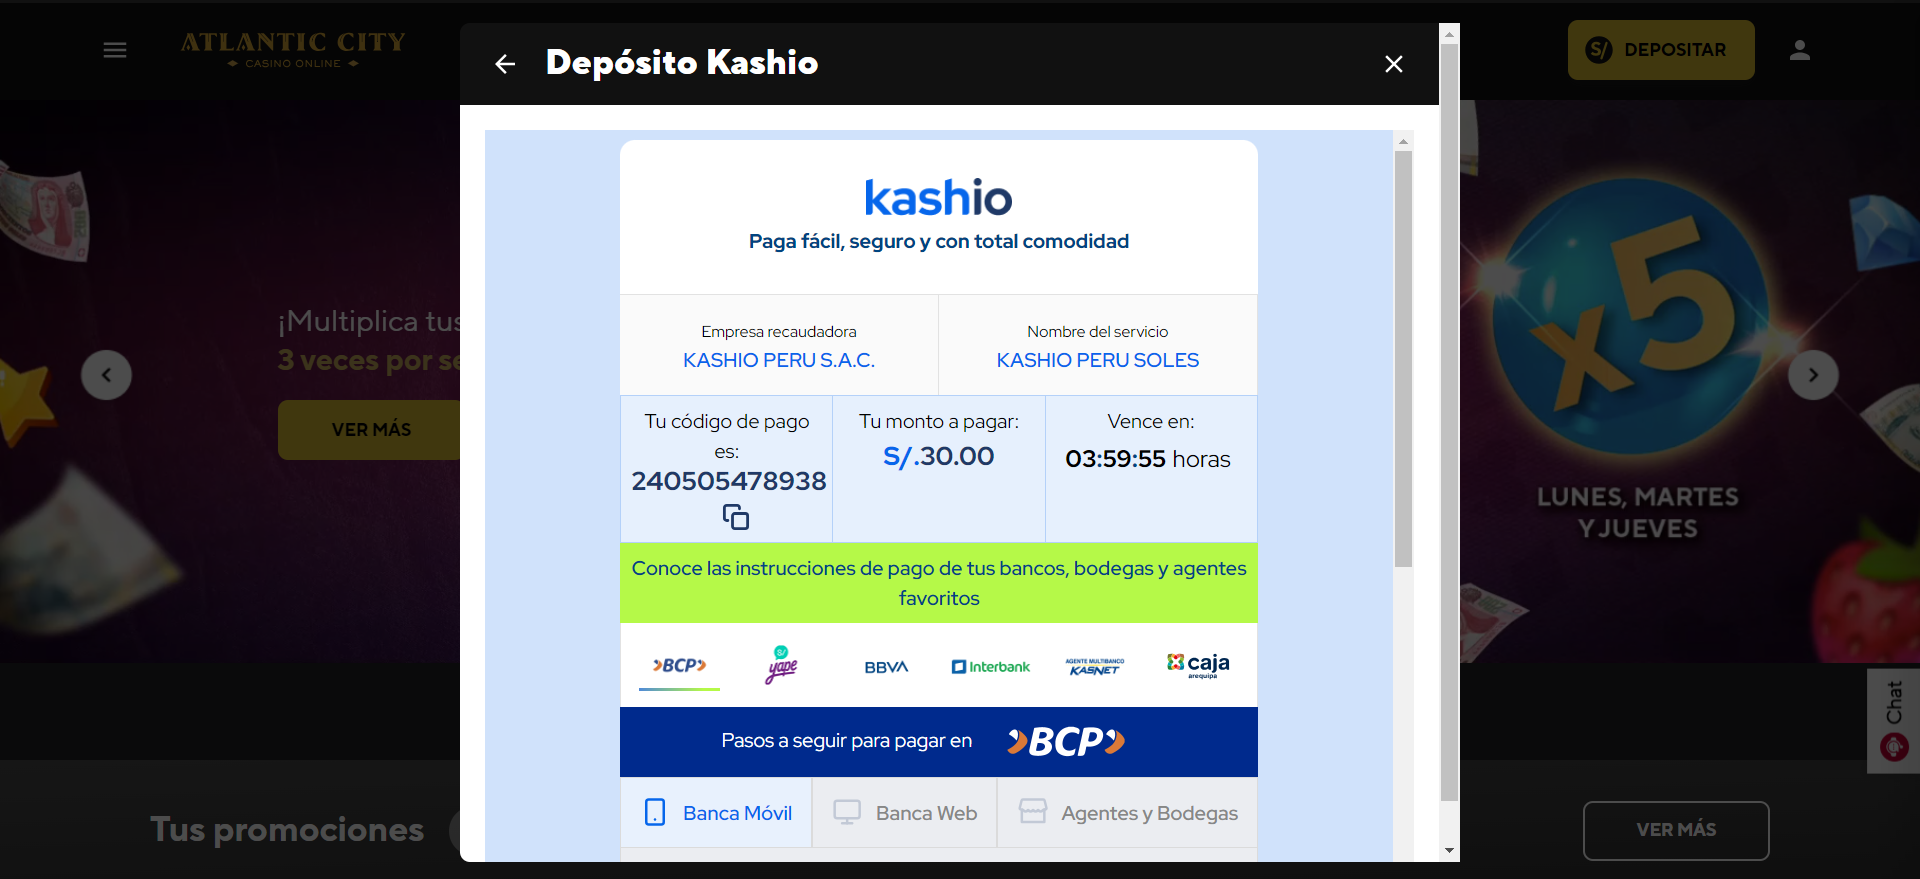 ATLANTIC CITY
CASINO ONLINE
Depósito Kashio
S/ DEPOSITAR
kashio
Paga fácil, seguro y con total comodidad
Empresa recaudadora
KASHIO PERU S.A.C.
Nombre del servicio
KASHIO PERU SOLES
Tu código de pago
es:
240505478938
Tu monto a pagar:
S/.30.00
Vence en:
03:59:55 horas
Conoce las instrucciones de pago de tus bancos, bodegas y agentes
favoritos
BCP
S/
yape
BBVA
Interbank
AGENTE MULTIBANCO
KASNET
caja
arequipa
Pasos a seguir para pagar en BCP
Banca Móvil
Banca Web
Agentes y Bodegas
¡Multiplica tus
3 veces por se
VER MÁS
x5
LUNES, MARTES
Y JUEVES
Chat
Tus promociones
VER MÁS